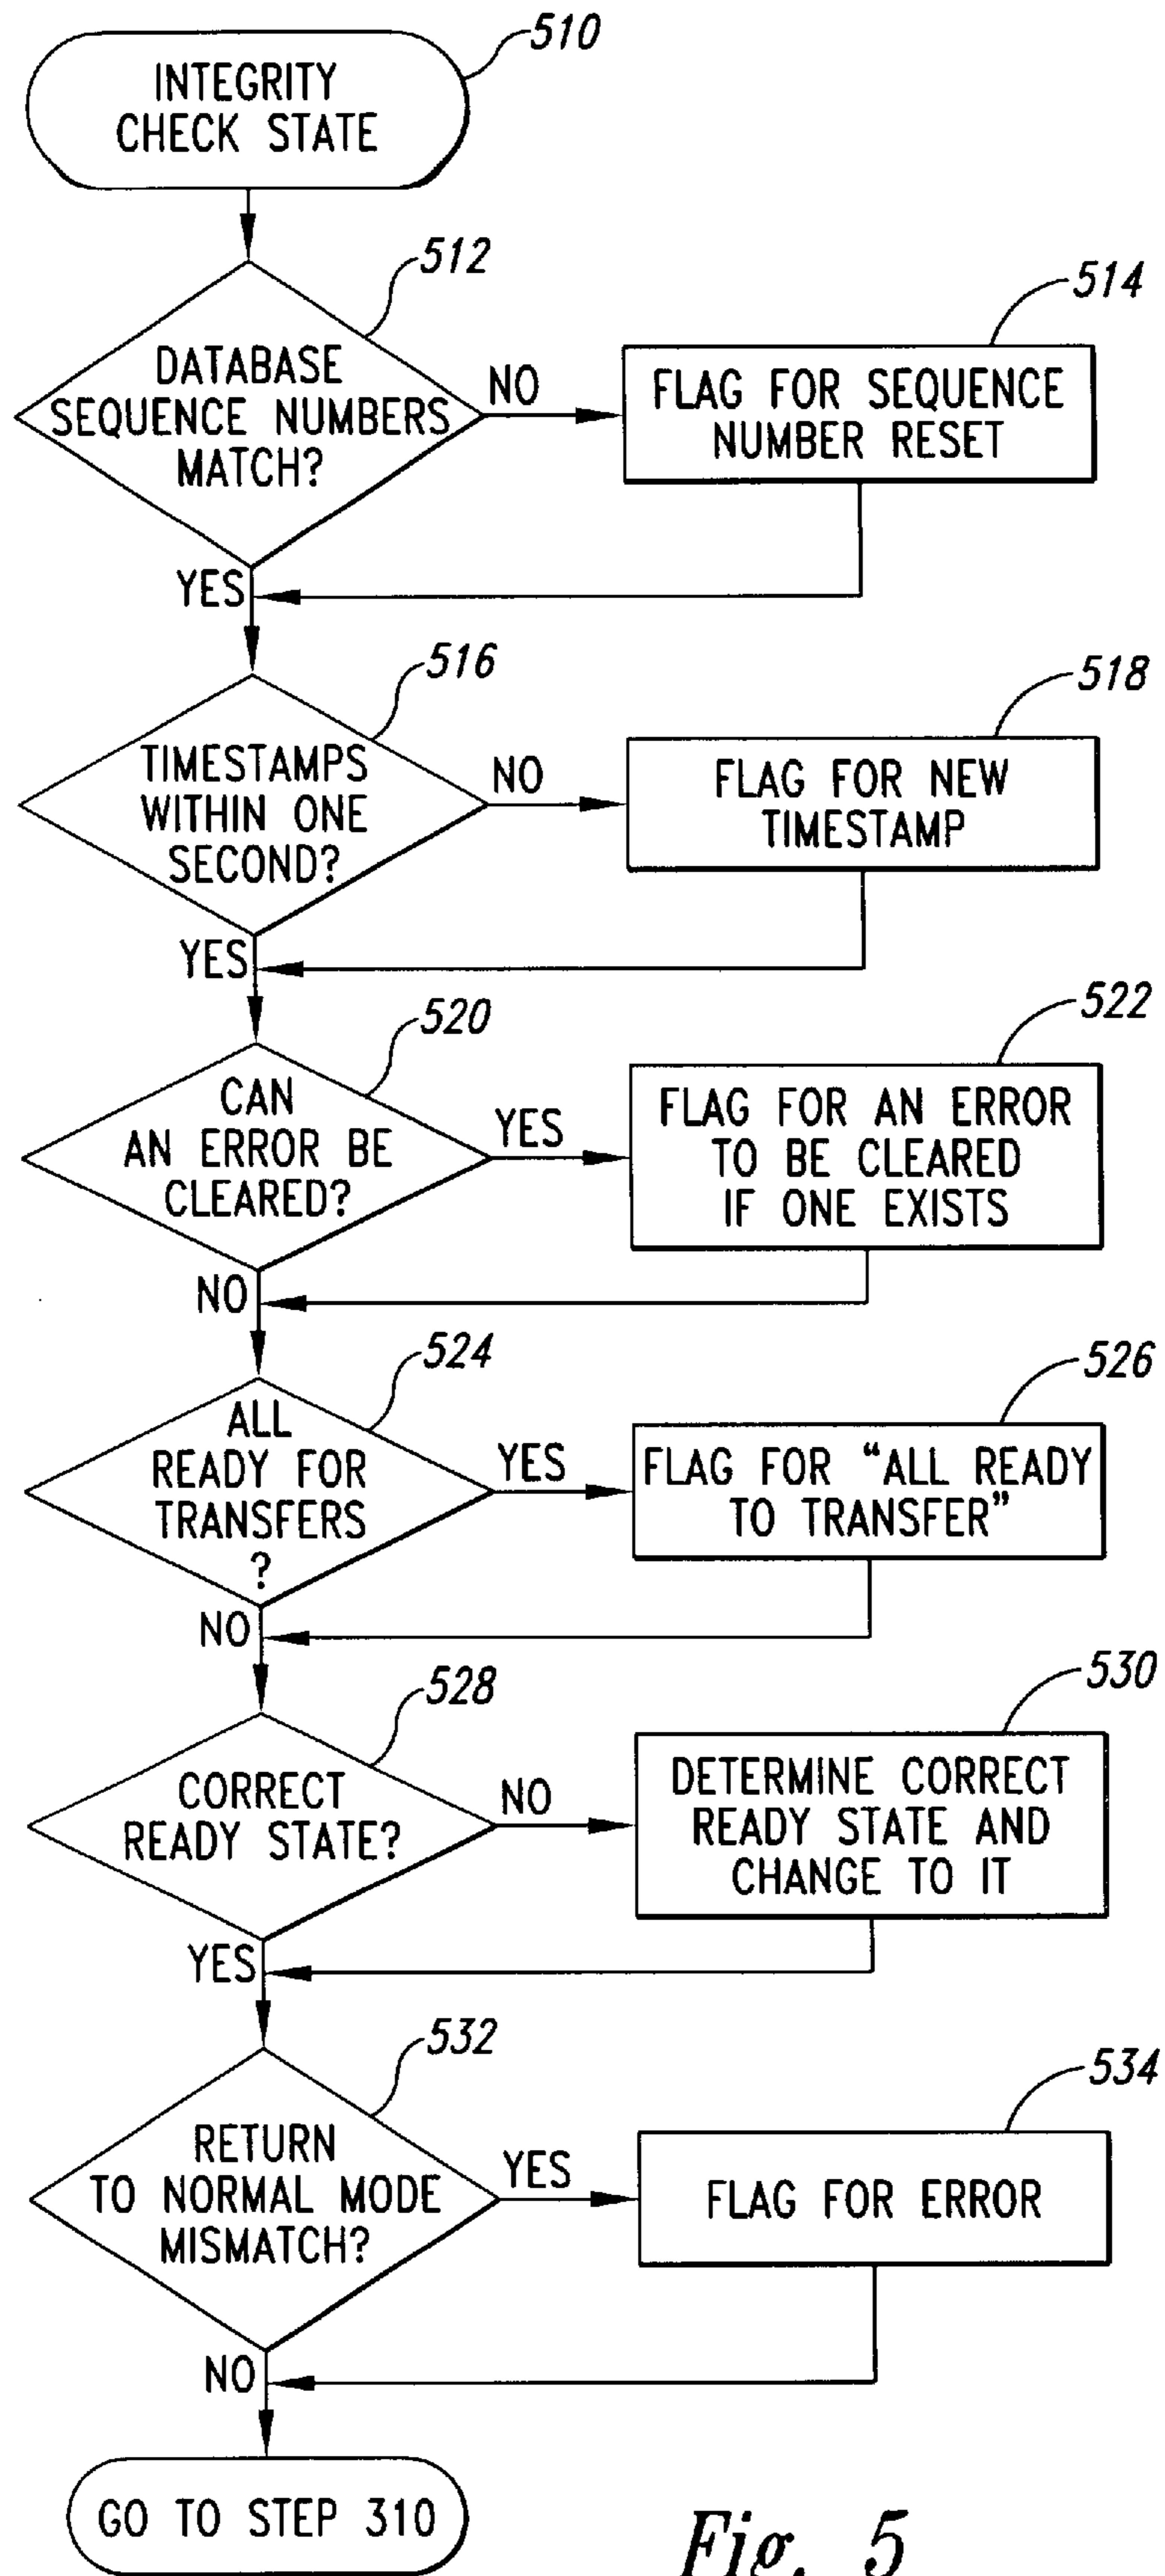 510
INTEGRITY
CHECK STATE
512
DATABASE
SEQUENCE NUMBERS
MATCH?
NO
514
FLAG FOR SEQUENCE
NUMBER RESET
YES
516
TIMESTAMPS
WITHIN ONE
SECOND?
NO
518
FLAG FOR NEW
TIMESTAMP
YES
520
CAN
AN ERROR BE
CLEARED?
YES
522
FLAG FOR AN ERROR
TO BE CLEARED
IF ONE EXISTS
NO
524
ALL
READY FOR
TRANSFERS
?
YES
526
FLAG FOR “ALL READY
TO TRANSFER”
NO
528
CORRECT
READY STATE?
NO
530
DETERMINE CORRECT
READY STATE AND
CHANGE TO IT
YES
532
RETURN
TO NORMAL MODE
MISMATCH?
YES
534
FLAG FOR ERROR
NO
GO TO STEP 310
Fig. 5